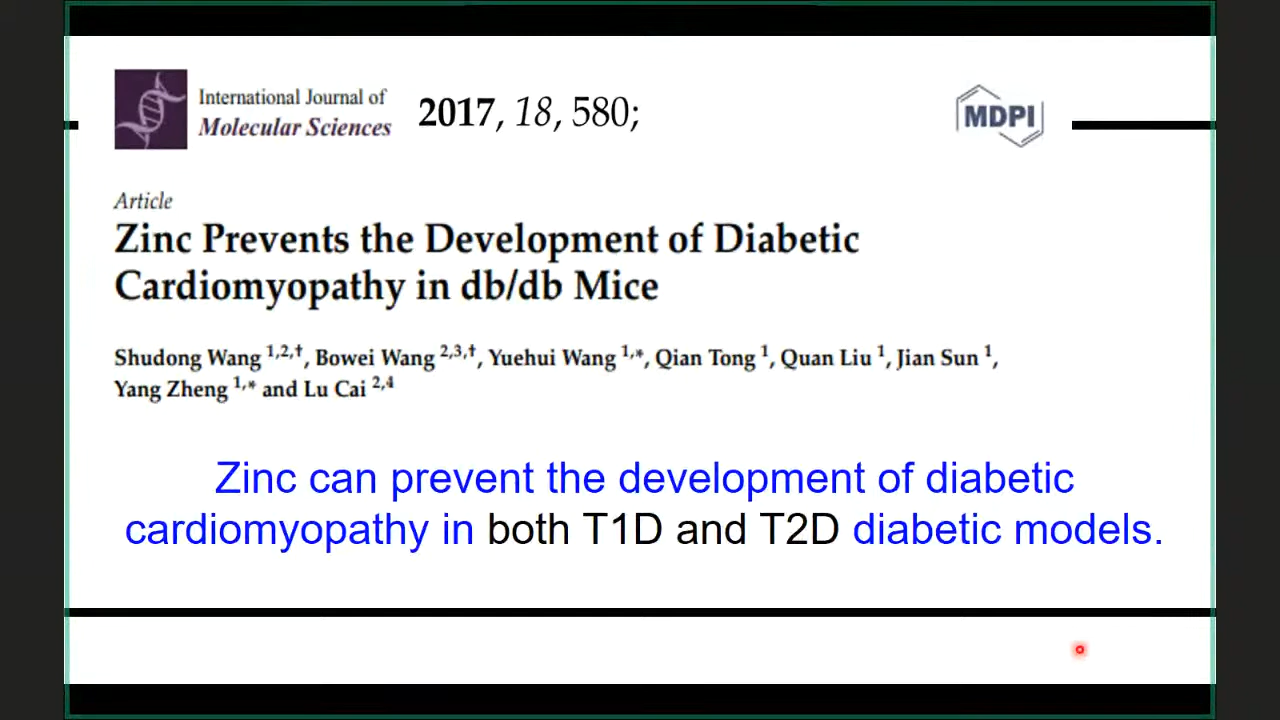 International Journal of
Molecular Sciences
2017, 18, 580;
MDPI
Article
Zinc Prevents the Development of Diabetic
Cardiomyopathy in db/db Mice
Shudong Wang 1,2,†, Bowei Wang 2,3,†, Yuehui Wang 1,*, Qian Tong 1, Quan Liu 1, Jian Sun 1,
Yang Zheng 1,* and Lu Cai 2,4
Zinc can prevent the development of diabetic
cardiomyopathy in both T1D and T2D diabetic models.